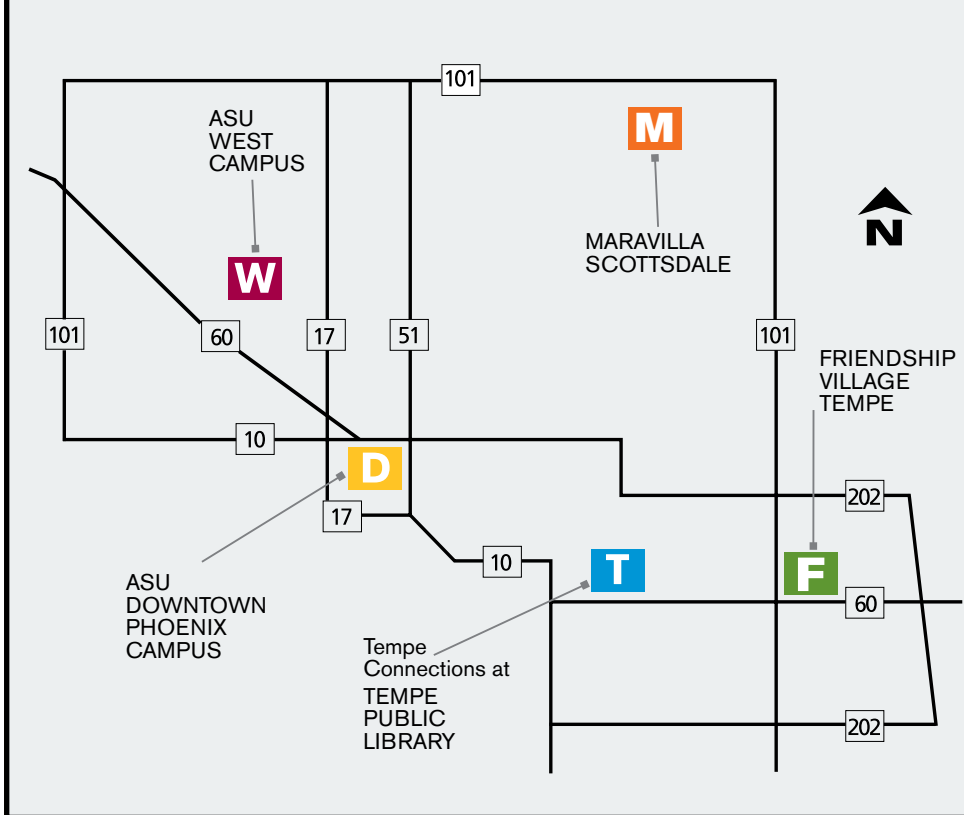 101
ASU
WEST
CAMPUS
M
N
MARAVILLA
SCOTTSDALE
W
101
60
17
51
101
FRIENDSHIP
VILLAGE
TEMPE
10
D
202
17
10
T
F
ASU
DOWNTOWN
PHOENIX
CAMPUS
60
Tempe
Connections at
TEMPE
PUBLIC
LIBRARY
202